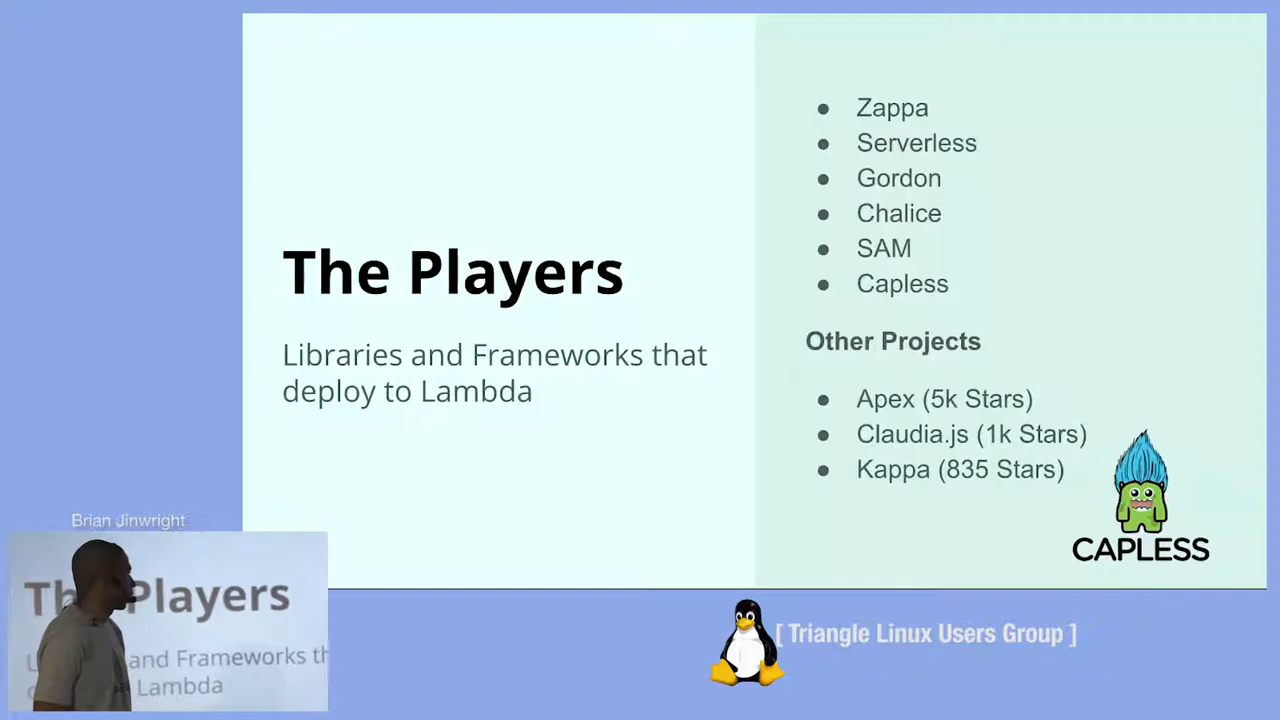 The Players
Libraries and Frameworks that
deploy to Lambda
● Zappa
● Serverless
● Gordon
● Chalice
● SAM
● Capless
Other Projects
● Apex (5k Stars)
● Claudia.js (1k Stars)
● Kappa (835 Stars)
CAPLESS
Brian Jinwright
Players
and Frameworks th
Lambda
[ Triangle Linux Users Group ]